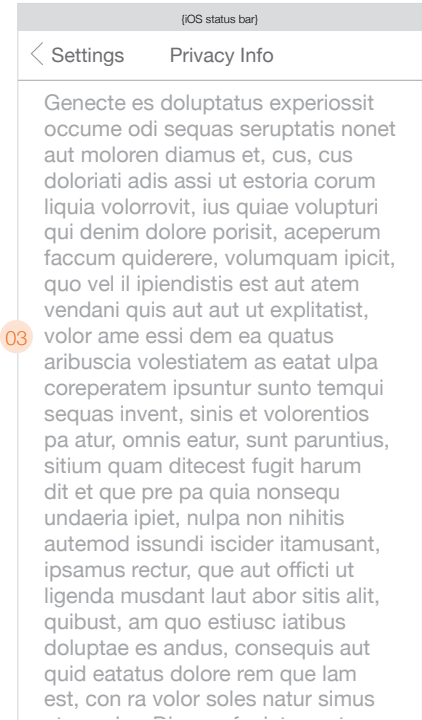 {iOS status bar}
Settings Privacy Info
Genecte es doluptatus experiossit
occume odi sequas seruptatis nonet
aut moloren diamus et, cus, cus
doloriati adis assi ut estoria corum
liquia volorrovit, ius quiae volupturi
qui denim dolore porisit, aceperum
faccum quiderere, volumquam ipicit,
quo vel il ipiendistis est aut atem
vendani quis aut aut ut explitatist,
03 volor ame essi dem ea quatus
aribuscia volestiatem as eatat ulpa
coreperatem ipsuntur sunto temqui
sequas invent, sinis et volorentios
pa atur, omnis eatur, sunt paruntius,
sitium quam ditecest fugit harum
dit et que pre pa quia nonsequ
undaeria ipiet, nulpa non nihitis
autemod issundi iscider itamusant,
ipsamus rectur, que aut officti ut
ligenda musdant laut abor sitis alit,
quibust, am quo estiusc iatibus
doluptae es andus, consequis aut
quid eatatus dolore rem que lam
est, con ra volor soles natur simus